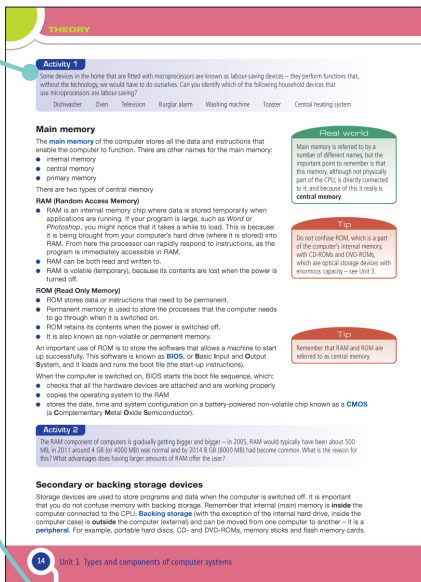 THEORY
Activity 1
Some devices in the home that are fitted with microprocessors are known as labour-saving devices – they perform functions that,
without the technology, we would have to do ourselves. Can you identify which of the following household devices that
use microprocessors are labour-saving?
Dishwasher Oven Television Burglar alarm Washing machine Toaster Central heating system
Main memory
The main memory of the computer stores all the data and instructions that
enable the computer to function. There are other names for the main memory:
● internal memory
● central memory
● primary memory
There are two types of central memory
RAM (Random Access Memory)
● RAM is an internal memory chip where data is stored temporarily when
applications are running. If your program is large, such as Word or
Photoshop, you might notice that it takes a while to load. This is because
it is being brought from your computer's hard drive (where it is stored) into
RAM. From here the processor can rapidly respond to instructions, as the
program is immediately accessible in RAM.
● RAM can be both read and written to.
● RAM is volatile (temporary), because its contents are lost when the power is
turned off.
ROM (Read Only Memory)
● ROM stores data or instructions that need to be permanent.
● Permanent memory is used to store the processes that the computer needs
to go through when it is switched on.
● ROM retains its contents when the power is switched off.
● It is also known as non-volatile or permanent memory.
An important use of ROM is to store the software that allows a machine to start
up successfully. This software is known as BIOS, or Basic Input and Output
System, and it loads and runs the boot file (the start-up instructions).
When the computer is switched on, BIOS starts the boot file sequence, which:
● checks that all the hardware devices are attached and are working properly
● copies the operating system to the RAM
● stores the date, time and system configuration on a battery-powered non-volatile chip known as a CMOS
(a Complementary Metal Oxide Semiconductor).
Real world
Main memory is referred to by a
number of different names, but the
important point to remember is that
this memory, although not physically
part of the CPU, is directly connected
to it, and because of this it really is
central memory.
Tip
Do not confuse ROM, which is a part
of the computer's internal memory,
with CD-ROMs and DVD-ROMs,
which are optical storage devices with
enormous capacity – see Unit 3.
Tip
Remember that RAM and ROM are
referred to as central memory.
Activity 2
The RAM component of computers is gradually getting bigger and bigger – in 2005, RAM would typically have been about 500
MB, in 2011 around 4 GB (or 4000 MB) was normal and by 2014 8 GB (8000 MB) had become common. What is the reason for
this? What advantages does having larger amounts of RAM offer the user?
Secondary or backing storage devices
Storage devices are used to store programs and data when the computer is switched off. It is important
that you do not confuse memory with backing storage. Remember that internal (main) memory is inside the
computer connected to the CPU. Backing storage (with the exception of the internal hard drive, inside the
computer case) is outside the computer (external) and can be moved from one computer to another – it is a
peripheral. For example, portable hard discs, CD- and DVD-ROMs, memory sticks and flash memory cards.
14 Unit 1 Types and components of computer systems